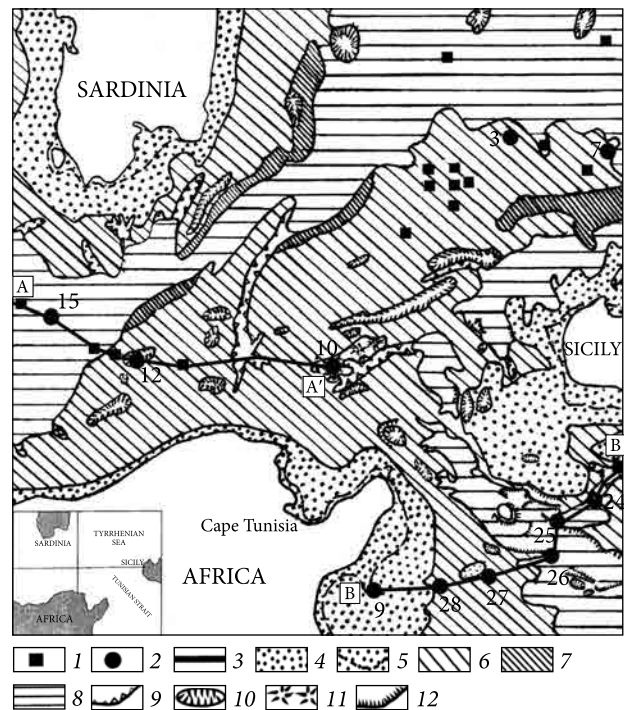 SARDINIA
3
7
A
15
12
10
A′
SICILY
B
24
25
26
Cape Tunisia
AFRICA
B
9
28
27
SARDINIA
TYRRHENIAN
SEA
SICILY
TUNISIAN STRAIT
AFRICA
1 2 3 4 5 6 7
8 9 10 11 12